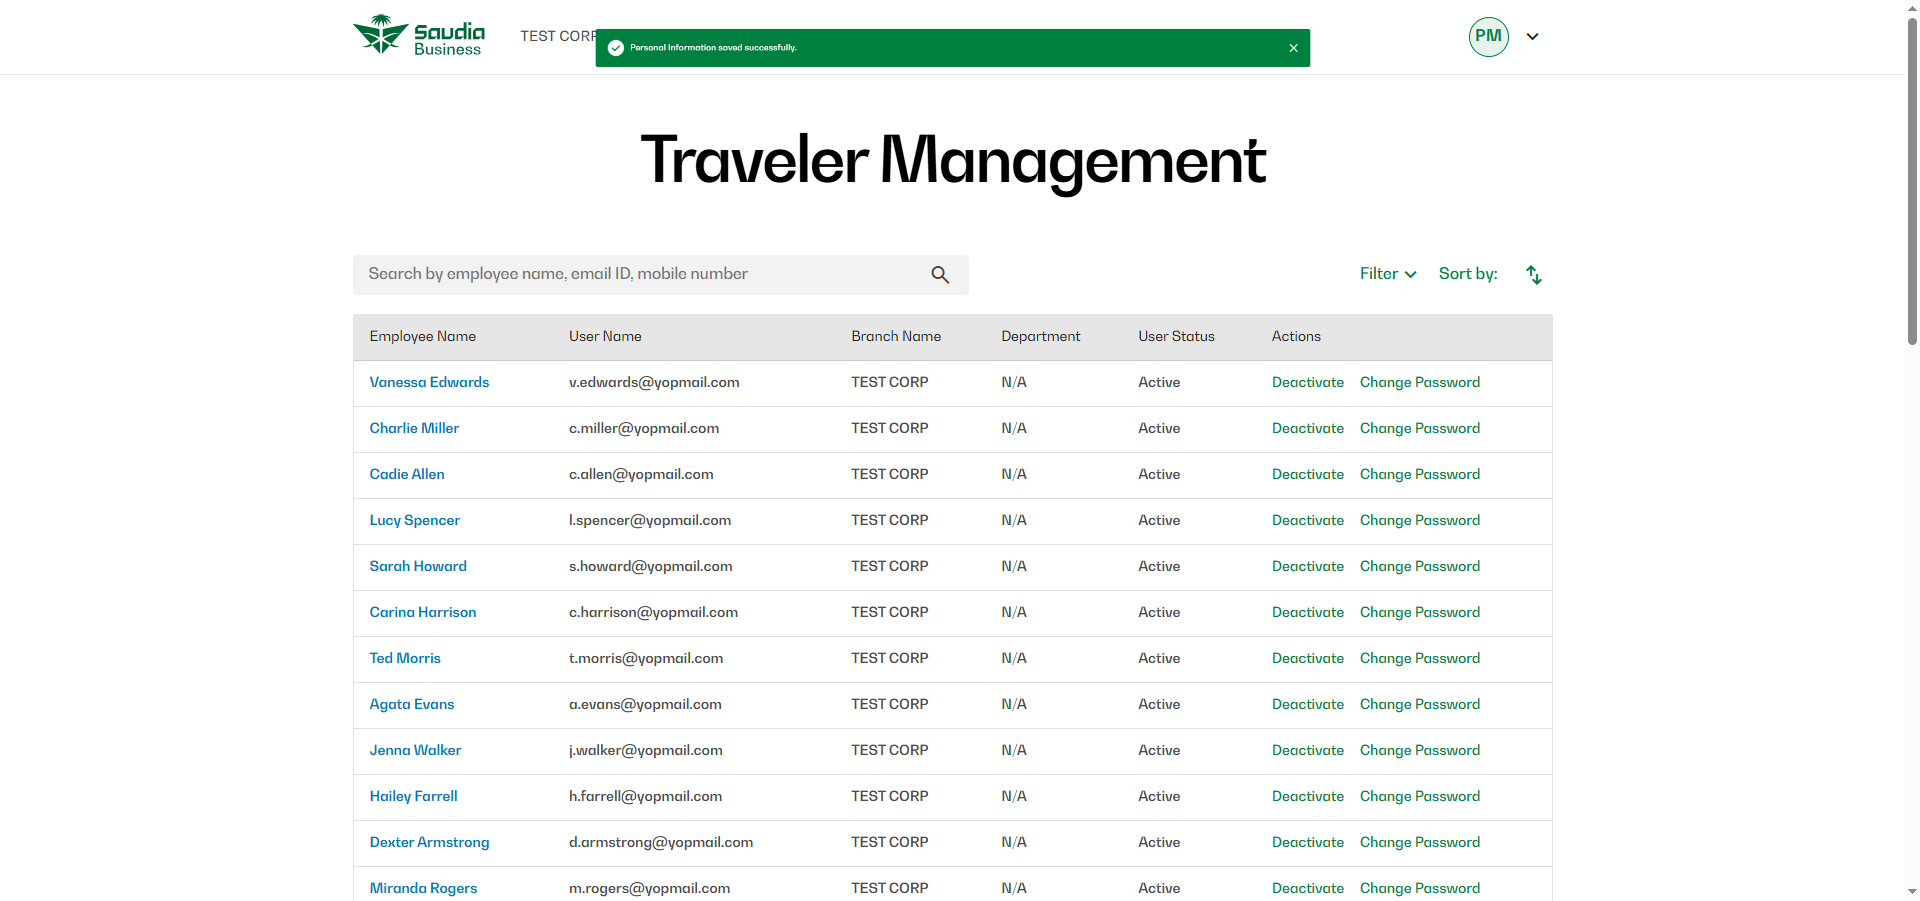 Saudia
Business
TEST CORP
Personal Information saved successfully.
PM
Traveler Management
Search by employee name, email ID, mobile number
Filter
Sort by:
Employee Name User Name Branch Name Department User Status Actions
Vanessa Edwards v.edwards@yopmail.com TEST CORP N/A Active Deactivate Change Password
Charlie Miller c.miller@yopmail.com TEST CORP N/A Active Deactivate Change Password
Cadie Allen c.allen@yopmail.com TEST CORP N/A Active Deactivate Change Password
Lucy Spencer l.spencer@yopmail.com TEST CORP N/A Active Deactivate Change Password
Sarah Howard s.howard@yopmail.com TEST CORP N/A Active Deactivate Change Password
Carina Harrison c.harrison@yopmail.com TEST CORP N/A Active Deactivate Change Password
Ted Morris t.morris@yopmail.com TEST CORP N/A Active Deactivate Change Password
Agata Evans a.evans@yopmail.com TEST CORP N/A Active Deactivate Change Password
Jenna Walker j.walker@yopmail.com TEST CORP N/A Active Deactivate Change Password
Hailey Farrell h.farrell@yopmail.com TEST CORP N/A Active Deactivate Change Password
Dexter Armstrong d.armstrong@yopmail.com TEST CORP N/A Active Deactivate Change Password
Miranda Rogers m.rogers@yopmail.com TEST CORP N/A Active Deactivate Change Password